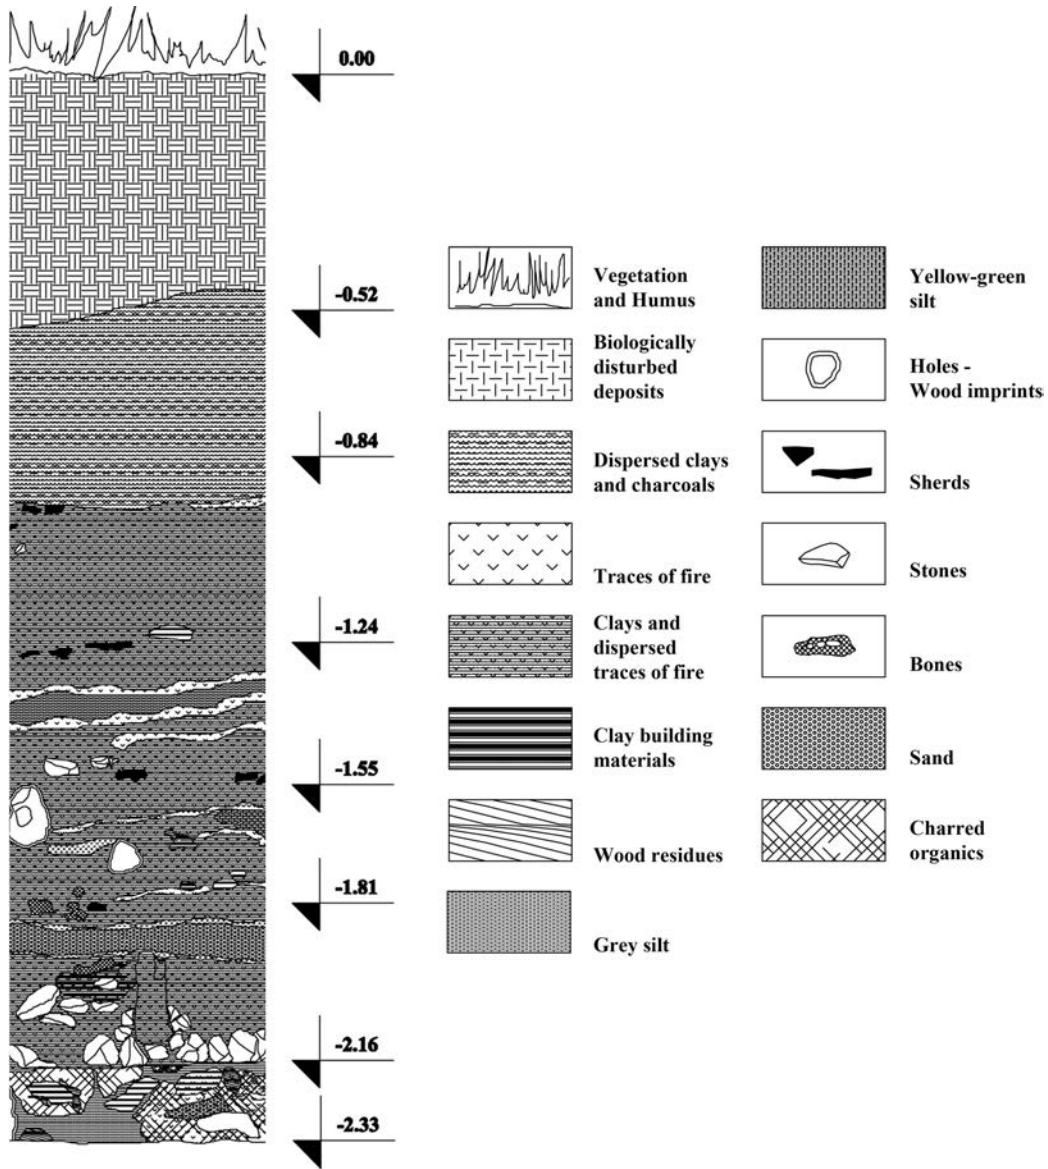 0.00
-0.52
-0.84
-1.24
-1.55
-1.81
-2.16
-2.33
Vegetation
and Humus
Biologically
disturbed
deposits
Dispersed clays
and charcoals
Traces of fire
Clays and
dispersed
traces of fire
Clay building
materials
Wood residues
Grey silt
Yellow-green
silt
Holes -
Wood imprints
Sherds
Stones
Bones
Sand
Charred
organics